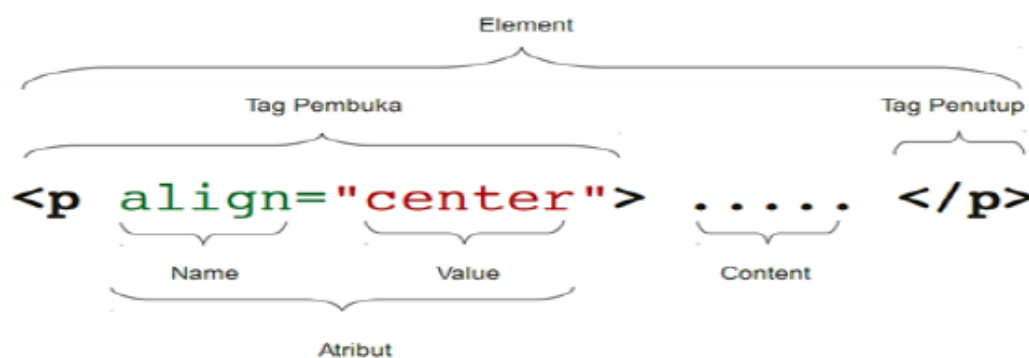 Element
Tag Pembuka Tag Penutup
<p align="center"> ..... </p>
Name Value Content
Atribut